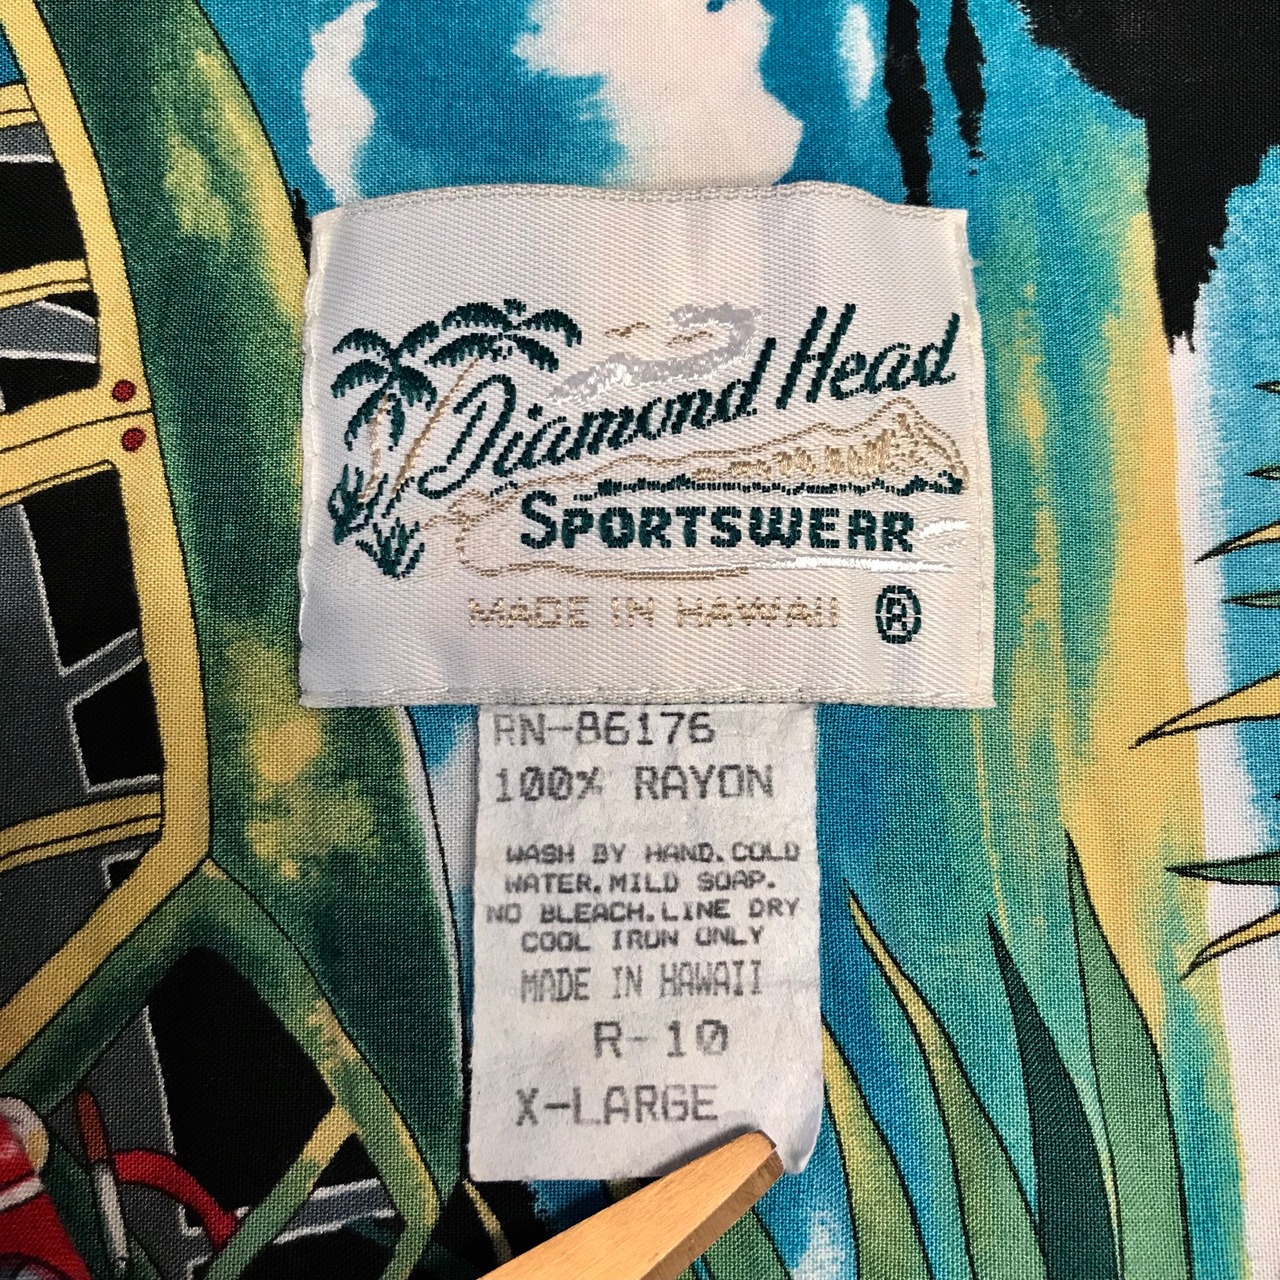 Diamond Head
SPORTSWEAR
MADE IN HAWAII ®
RN-86176
100% RAYON
WASH BY HAND.COLD
WATER.MILD SOAP.
NO BLEACH.LINE DRY
COOL IRON ONLY
MADE IN HAWAII
R-10
X-LARGE